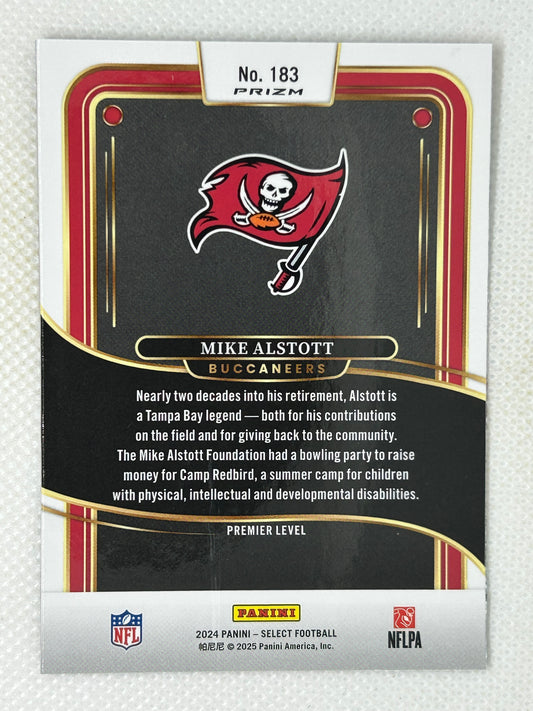 No. 183
PRIZM
MIKE ALSTOTT
BUCCANEERS
Nearly two decades into his retirement, Alstott is
a Tampa Bay legend — both for his contributions
on the field and for giving back to the community.
The Mike Alstott Foundation had a bowling party to raise
money for Camp Redbird, a summer camp for children
with physical, intellectual and developmental disabilities.
PREMIER LEVEL
NFL
PANINI
2024 PANINI – SELECT FOOTBALL
帕尼尼 © 2025 Panini America, Inc.
NFLPA